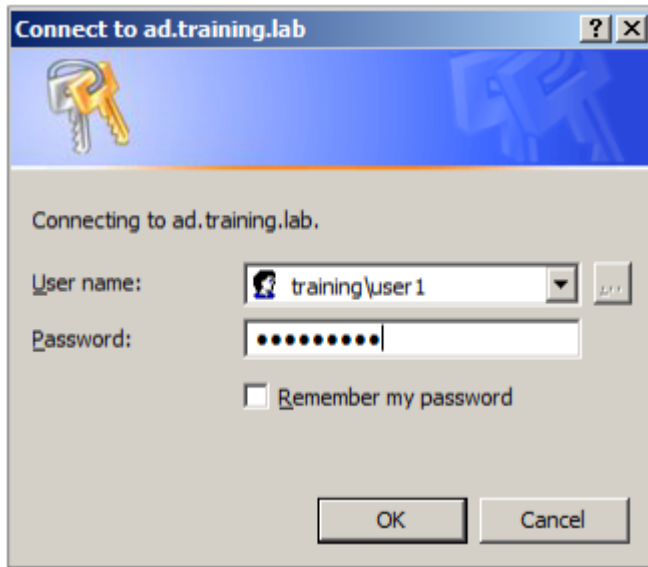 Connect to ad.training.lab
Connecting to ad.training.lab.
User name: training\user1 ...
Password: •••••••••
Remember my password
OK Cancel